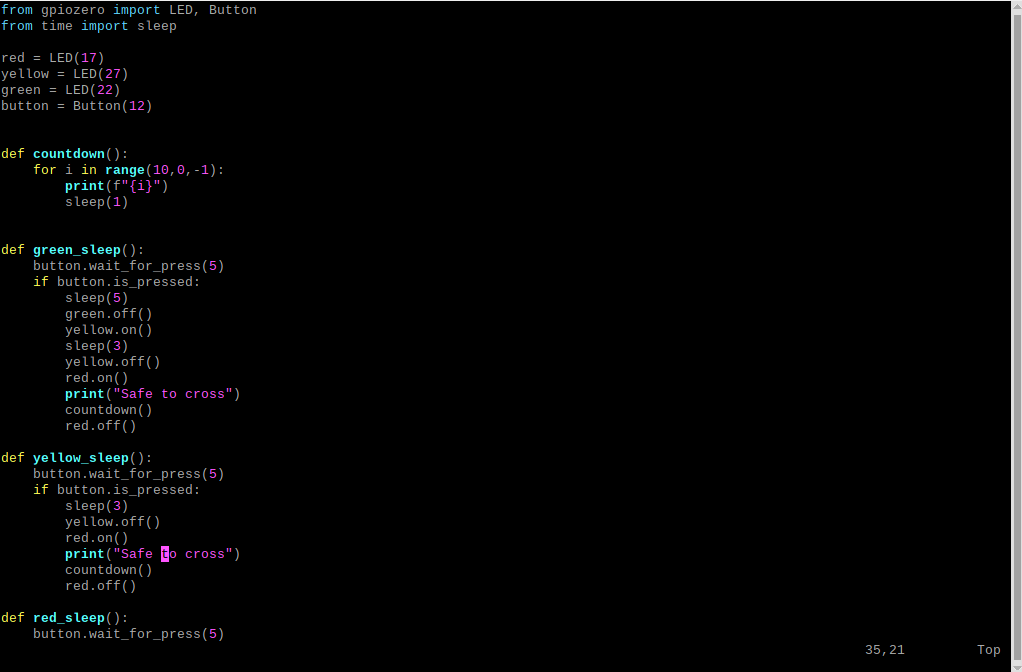 from gpiozero import LED, Button
from time import sleep

red = LED(17)
yellow = LED(27)
green = LED(22)
button = Button(12)


def countdown():
    for i in range(10,0,-1):
        print(f"{i}")
        sleep(1)


def green_sleep():
    button.wait_for_press(5)
    if button.is_pressed:
        sleep(5)
        green.off()
        yellow.on()
        sleep(3)
        yellow.off()
        red.on()
        print("Safe to cross")
        countdown()
        red.off()

def yellow_sleep():
    button.wait_for_press(5)
    if button.is_pressed:
        sleep(3)
        yellow.off()
        red.on()
        print("Safe to cross")
        countdown()
        red.off()

def red_sleep():
    button.wait_for_press(5)
35,21 Top